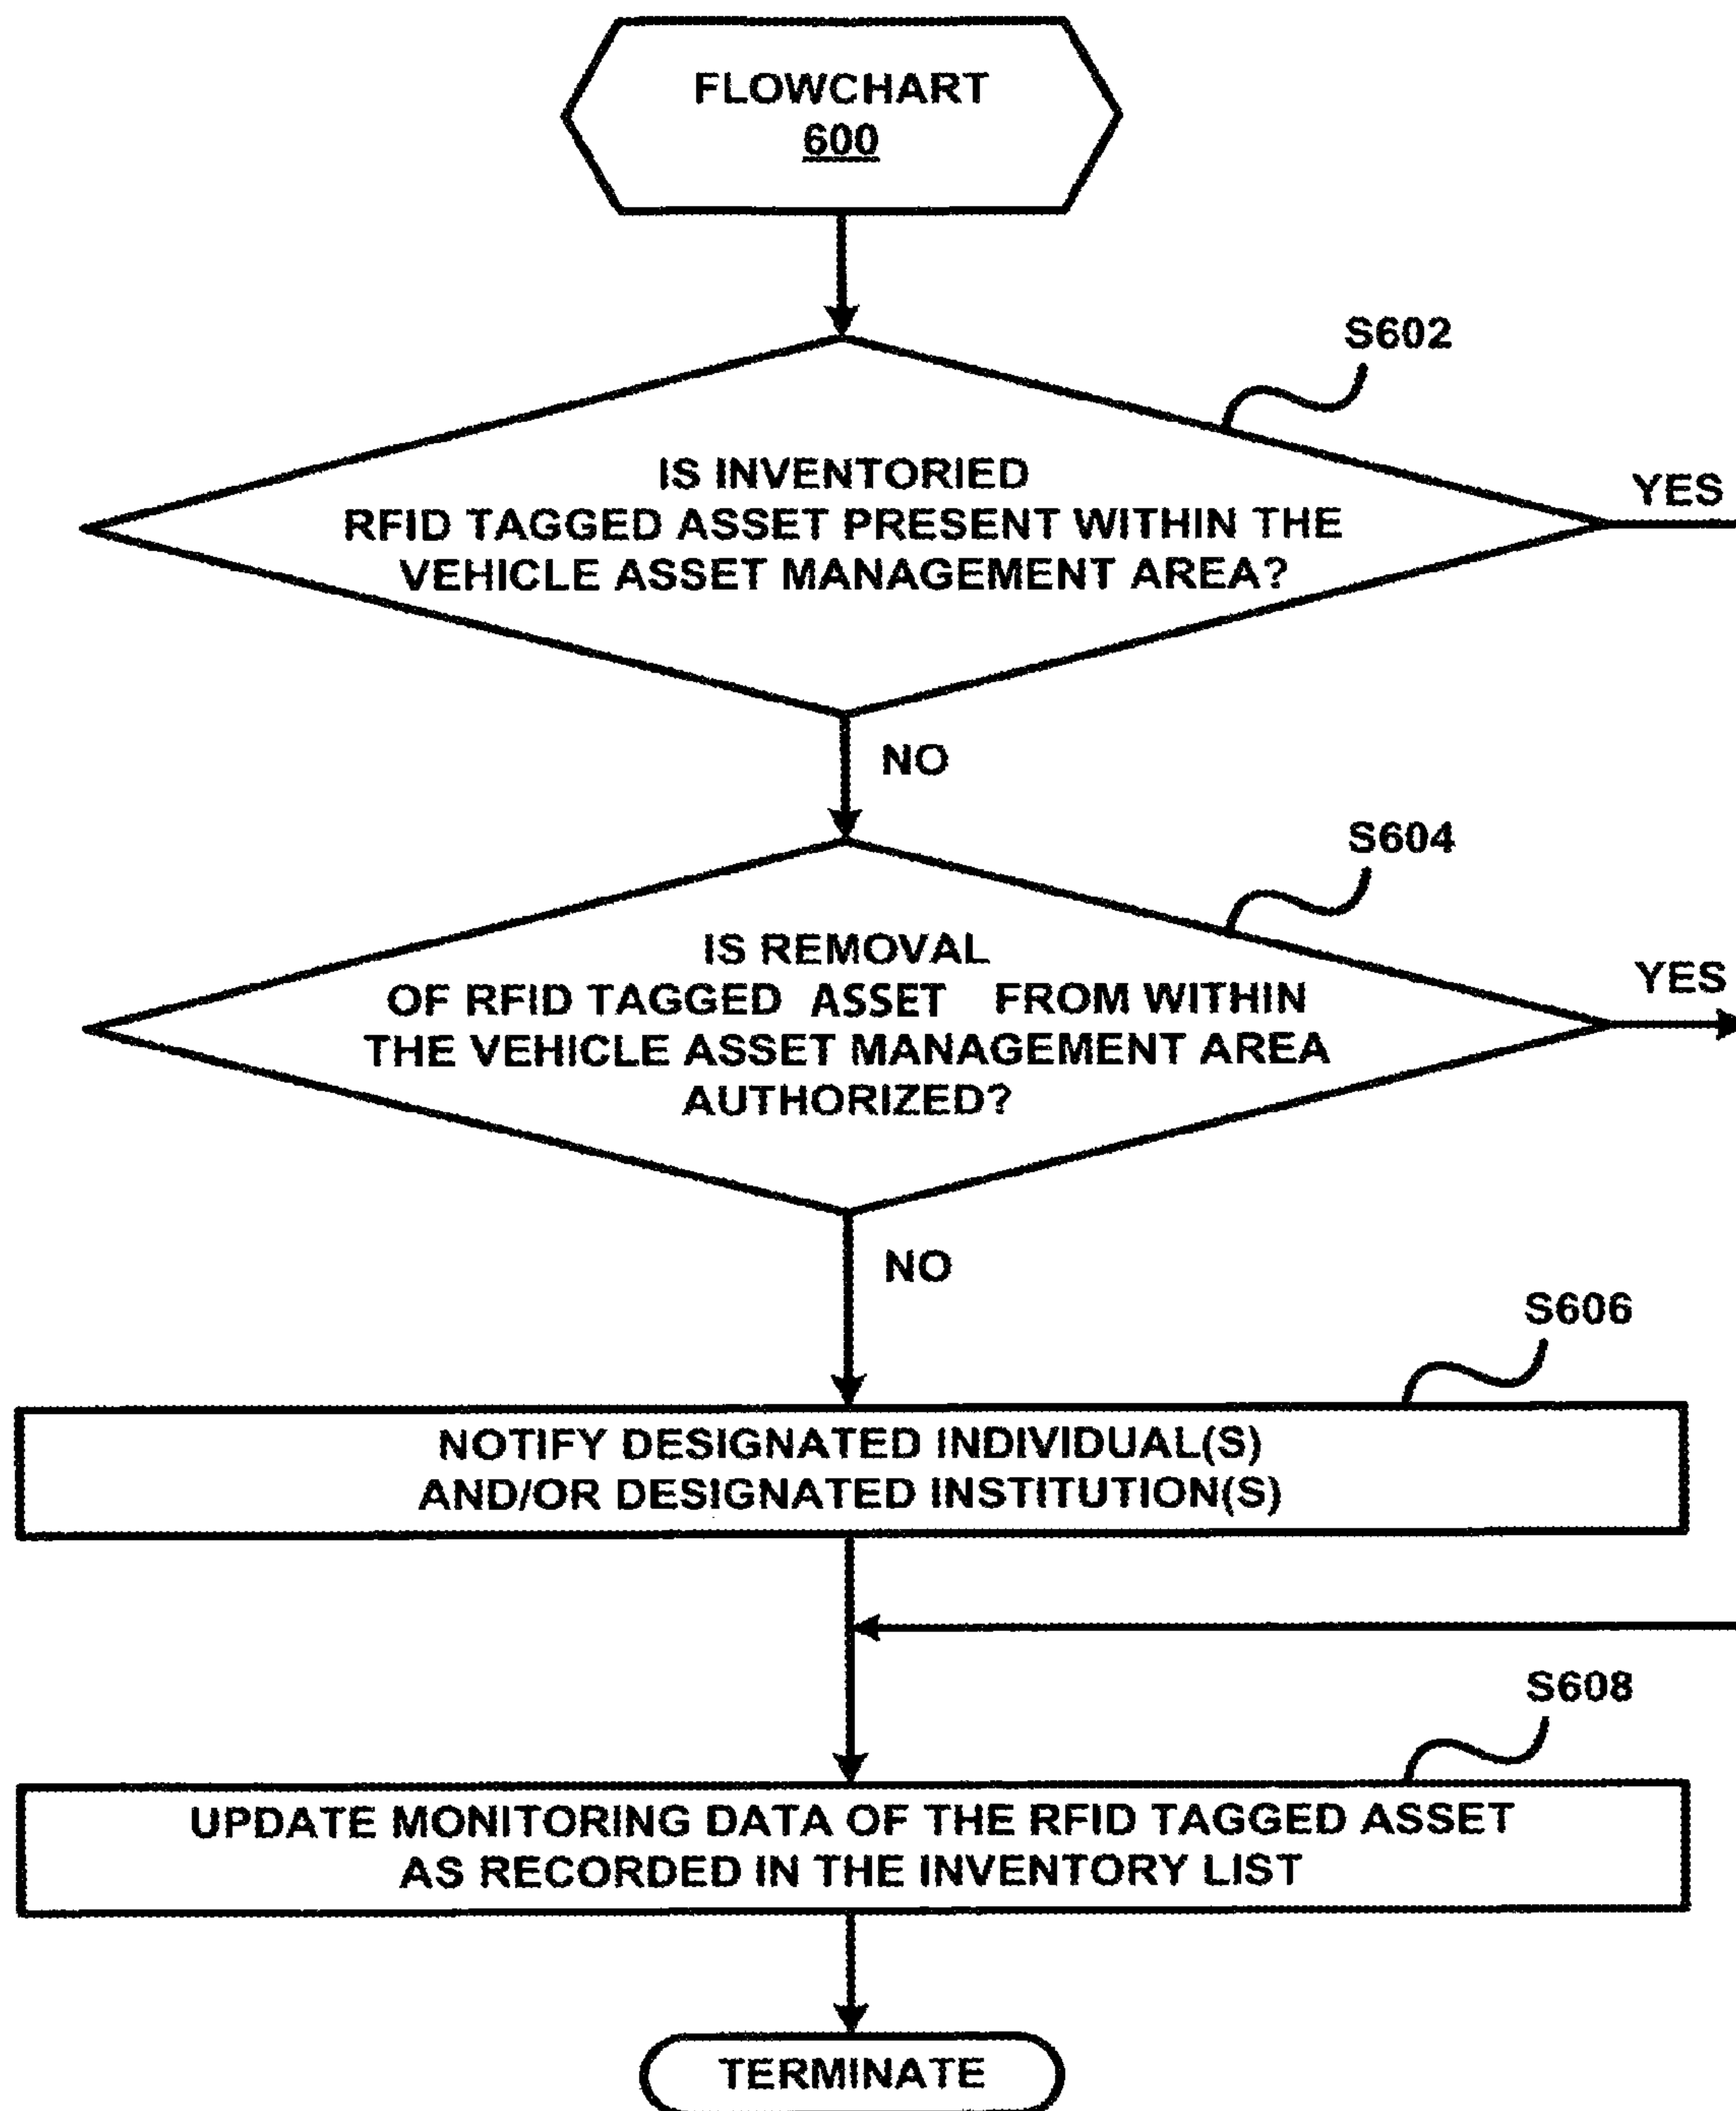 FLOWCHART
600
S602
IS INVENTORIED
RFID TAGGED ASSET PRESENT WITHIN THE
VEHICLE ASSET MANAGEMENT AREA?
YES
NO
S604
IS REMOVAL
OF RFID TAGGED ASSET FROM WITHIN
THE VEHICLE ASSET MANAGEMENT AREA
AUTHORIZED?
YES
NO
S606
NOTIFY DESIGNATED INDIVIDUAL(S)
AND/OR DESIGNATED INSTITUTION(S)
S608
UPDATE MONITORING DATA OF THE RFID TAGGED ASSET
AS RECORDED IN THE INVENTORY LIST
TERMINATE